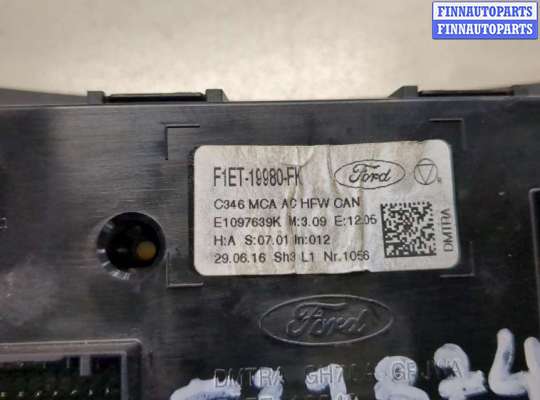 FINNAUTOPARTS
FINNAUTOPARTS
F1ET-19980-FK
Ford
C346 MCA AC HFW CAN
E1097639K M:3.09 E:12.05
H:A S:07.01 In:012
29.06.16 Sh3 L1 Nr.1056
DMTRA
Ford
DMTRA